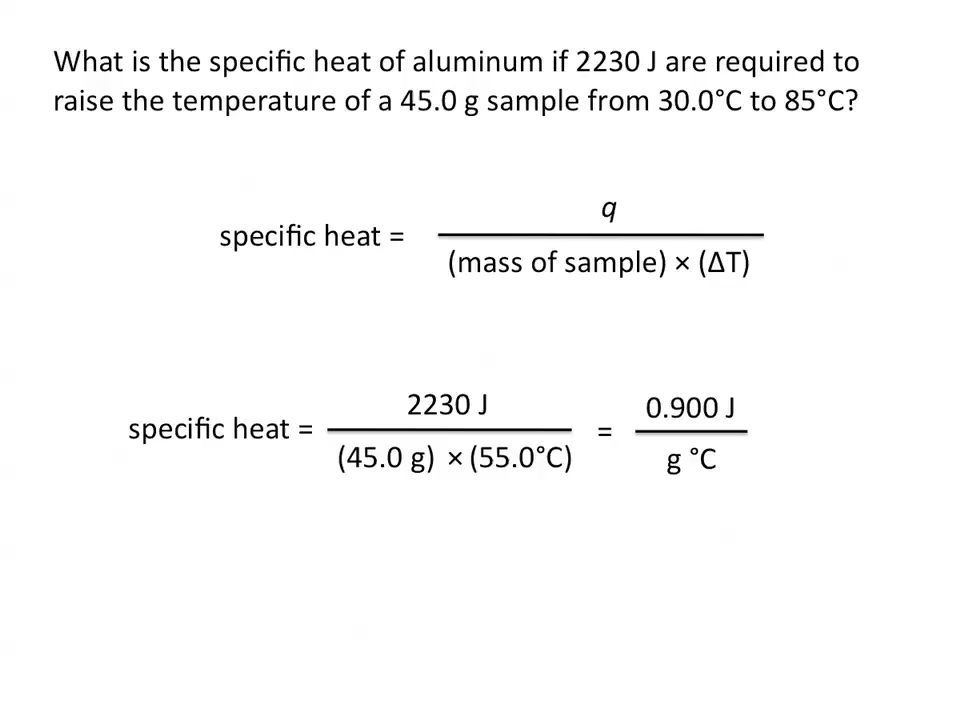 What is the specific heat of aluminum if 2230 J are required to
raise the temperature of a 45.0 g sample from 30.0°C to 85°C?
q
specific heat =
(mass of sample) × (ΔT)
2230 J
0.900 J
specific heat =
=
(45.0 g) × (55.0°C)
g °C